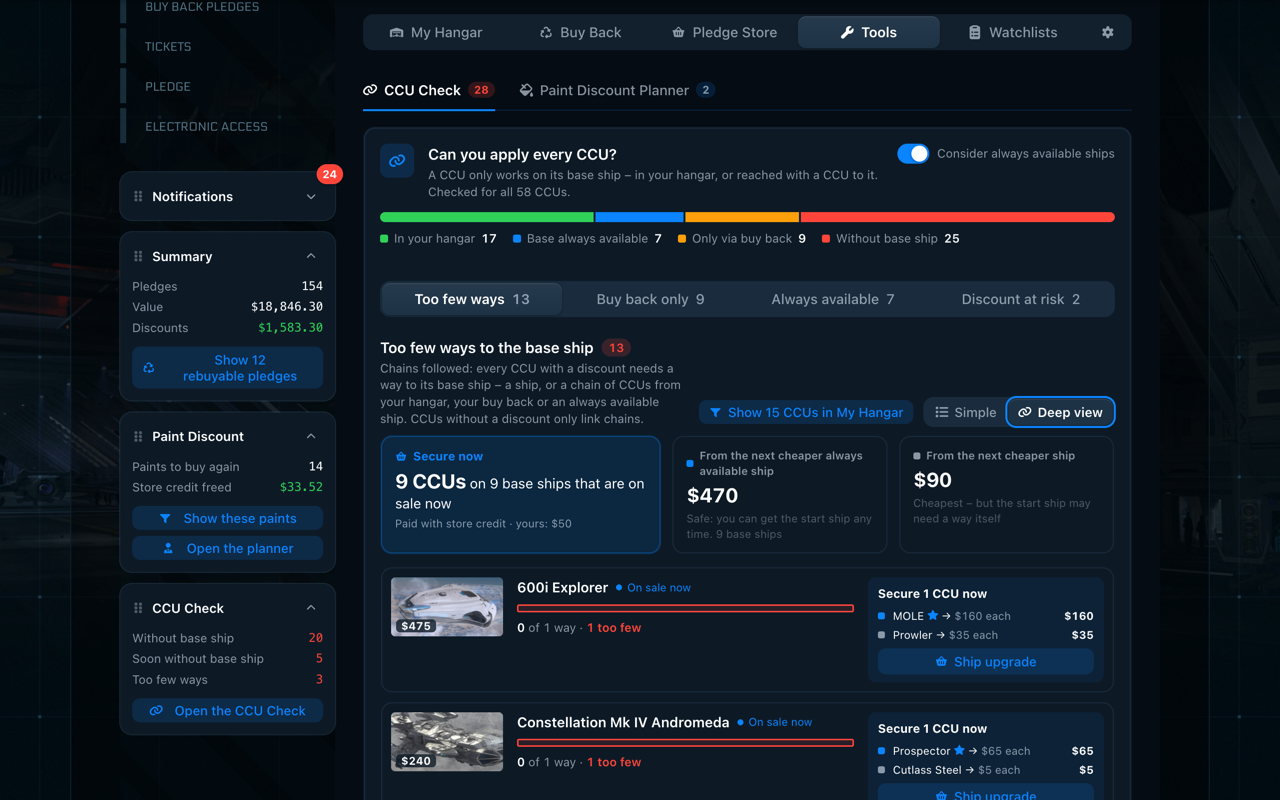 BUY BACK PLEDGES
TICKETS
PLEDGE
ELECTRONIC ACCESS
24
Notifications
Summary
Pledges 154
Value $18,846.30
Discounts $1,583.30
Show 12
rebuyable pledges
Paint Discount
Paints to buy again 14
Store credit freed $33.52
Show these paints
Open the planner
CCU Check
Without base ship 20
Soon without base ship 5
Too few ways 3
Open the CCU Check
My Hangar Buy Back Pledge Store Tools Watchlists
CCU Check 28 Paint Discount Planner 2
Can you apply every CCU?
Consider always available ships
A CCU only works on its base ship – in your hangar, or reached with a CCU to it.
Checked for all 58 CCUs.
In your hangar 17 Base always available 7 Only via buy back 9 Without base ship 25
Too few ways 13 Buy back only 9 Always available 7 Discount at risk 2
Too few ways to the base ship 13
Chains followed: every CCU with a discount needs a
way to its base ship – a ship, or a chain of CCUs from
your hangar, your buy back or an always available
ship. CCUs without a discount only link chains.
Show 15 CCUs in My Hangar Simple Deep view
Secure now
9 CCUs on 9 base ships that are on
sale now
Paid with store credit · yours: $50
From the next cheaper always
available ship
$470
Safe: you can get the start ship any
time. 9 base ships
From the next cheaper ship
$90
Cheapest – but the start ship may
need a way itself
$475
600i Explorer On sale now
0 of 1 way · 1 too few
Secure 1 CCU now
MOLE → $160 each $160
Prowler → $35 each $35
Ship upgrade
$240
Constellation Mk IV Andromeda On sale now
0 of 1 way · 1 too few
Secure 1 CCU now
Prospector → $65 each $65
Cutlass Steel → $5 each $5
Ship upgrade